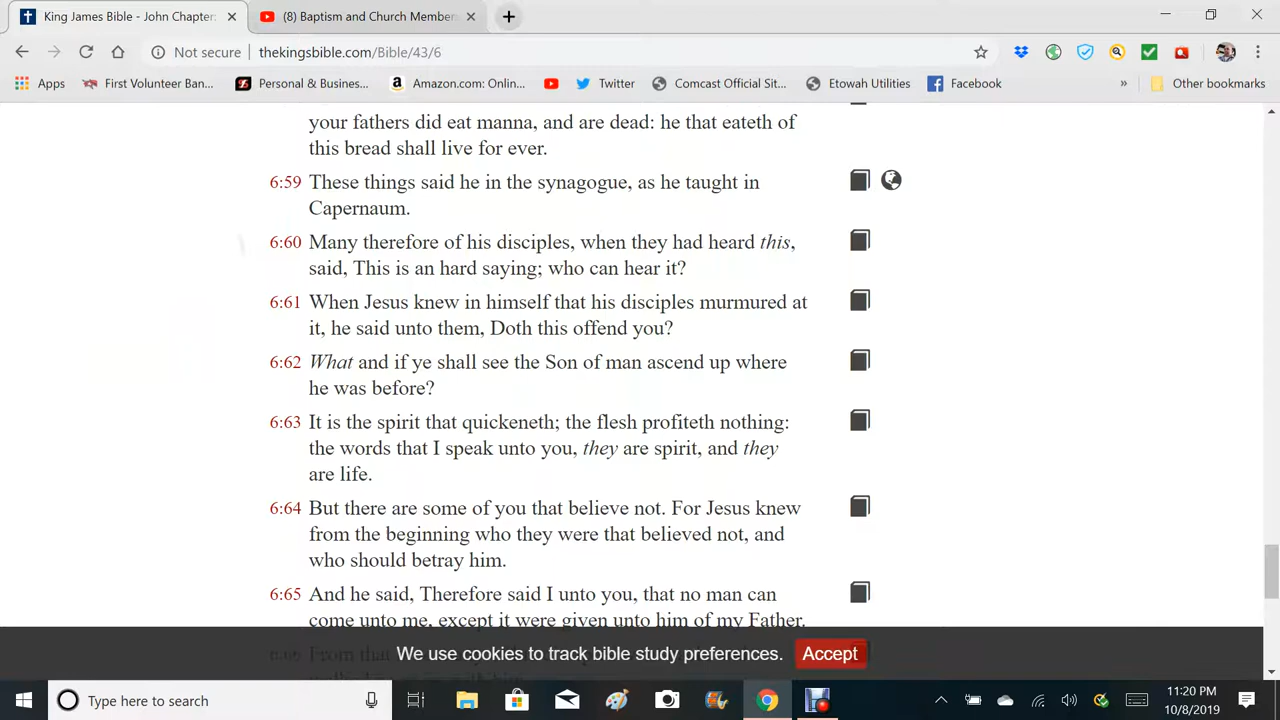 King James Bible - John Chapter:
(8) Baptism and Church Membe
Not secure
thekingsbible.com/Bible/43/6
Apps
First Volunteer Ban...
Personal & Busines...
Amazon.com: Onlin...
Twitter
Comcast Official Sit...
Etowah Utilities
Facebook
»
Other bookmarks
your fathers did eat manna, and are dead: he that eateth of
this bread shall live for ever.
6:59 These things said he in the synagogue, as he taught in
Capernaum.
6:60 Many therefore of his disciples, when they had heard this,
said, This is an hard saying; who can hear it?
6:61 When Jesus knew in himself that his disciples murmured at
it, he said unto them, Doth this offend you?
6:62 What and if ye shall see the Son of man ascend up where
he was before?
6:63 It is the spirit that quickeneth; the flesh profiteth nothing:
the words that I speak unto you, they are spirit, and they
are life.
6:64 But there are some of you that believe not. For Jesus knew
from the beginning who they were that believed not, and
who should betray him.
6:65 And he said, Therefore said I unto you, that no man can
come unto me, except it were given unto him of my Father.
We use cookies to track bible study preferences.
Accept
Type here to search
11:20 PM
10/8/2019